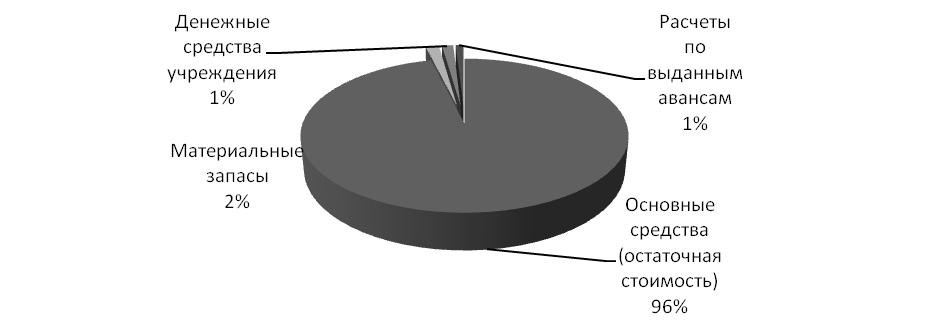 Денежные
средства
учреждения
1%
Расчеты
по
выданным
авансам
1%
Материальные
запасы
2%
Основные
средства
(остаточная
стоимость)
96%